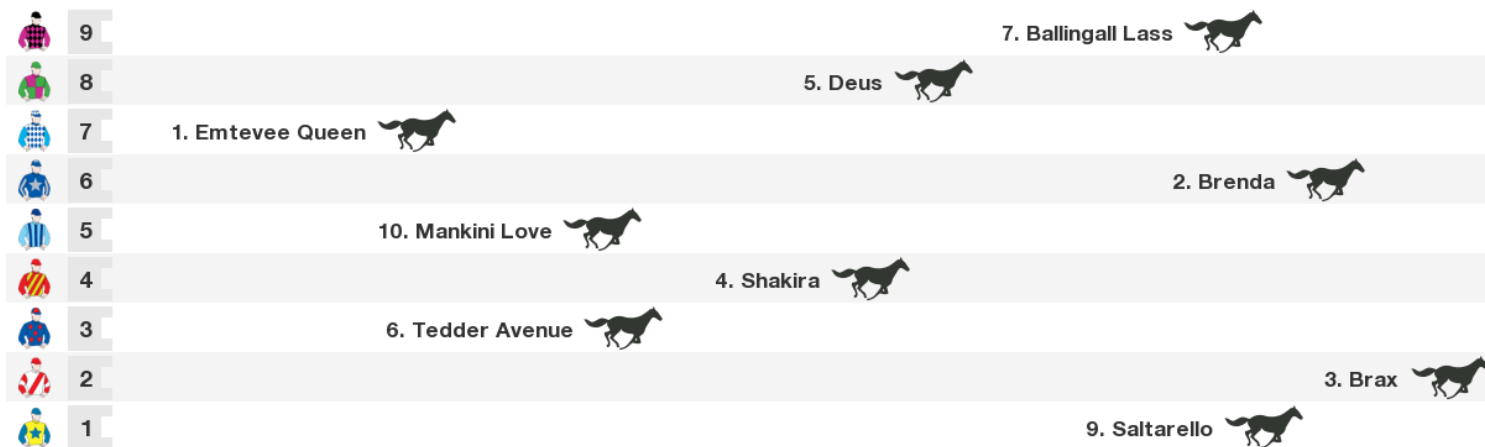 9 7. Ballingall Lass
8 5. Deus
7 1. Emtevee Queen
6 2. Brenda
5 10. Mankini Love
4 4. Shakira
3 6. Tedder Avenue
2 3. Brax
1 9. Saltarello